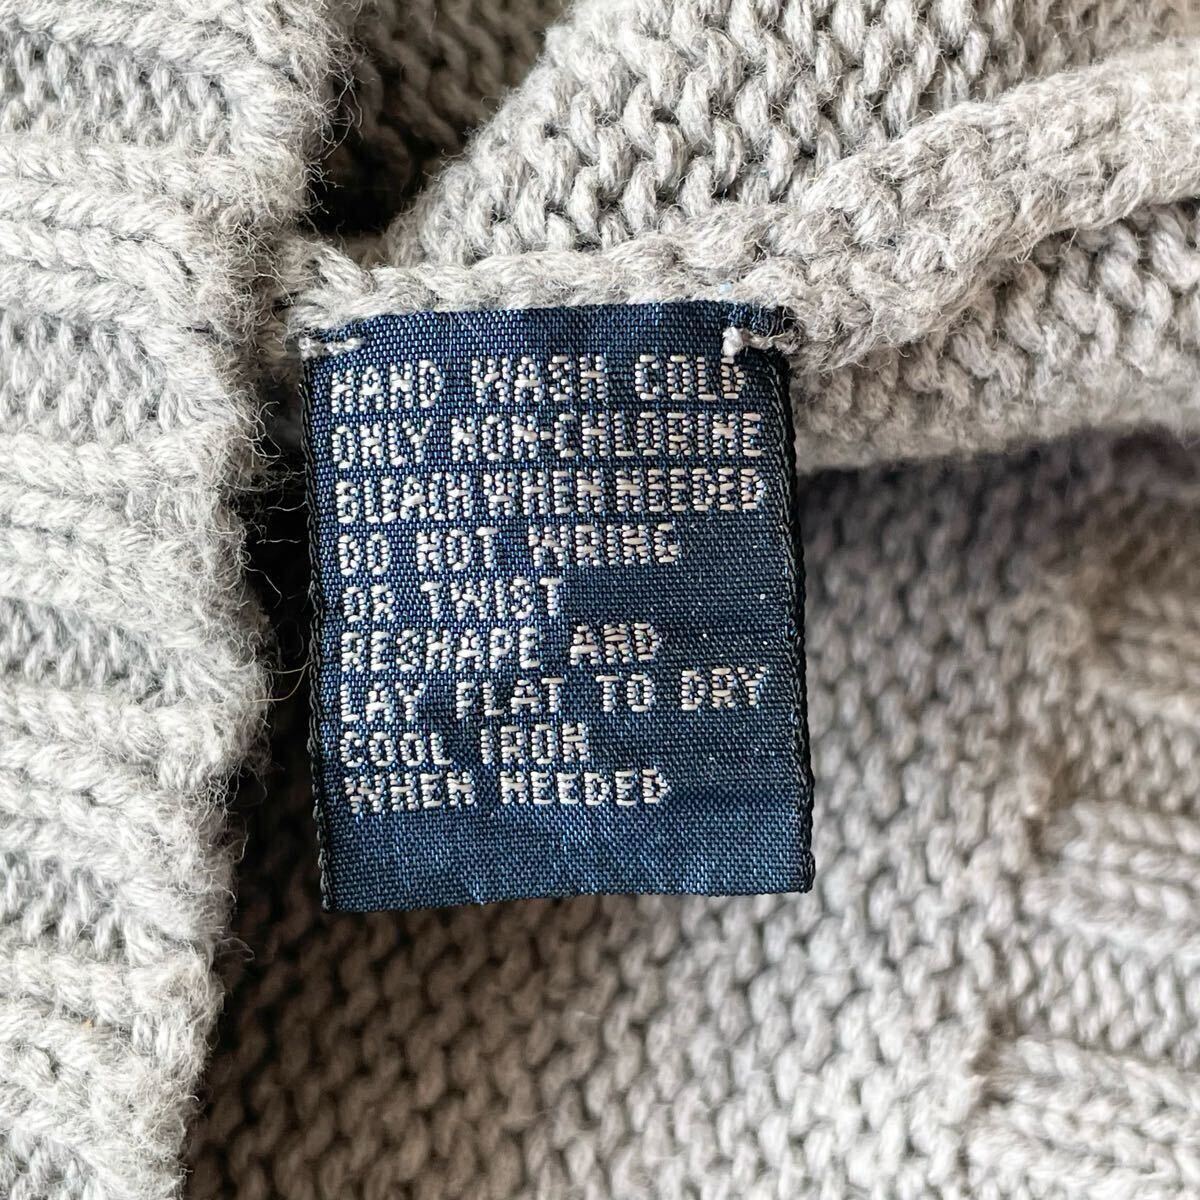 HAND WASH COLD
ONLY NON-CHLORINE
BLEACH WHEN NEEDED
DO NOT WRING
OR TWIST
RESHAPE AND
LAY FLAT TO DRY
COOL IRON
WHEN NEEDED